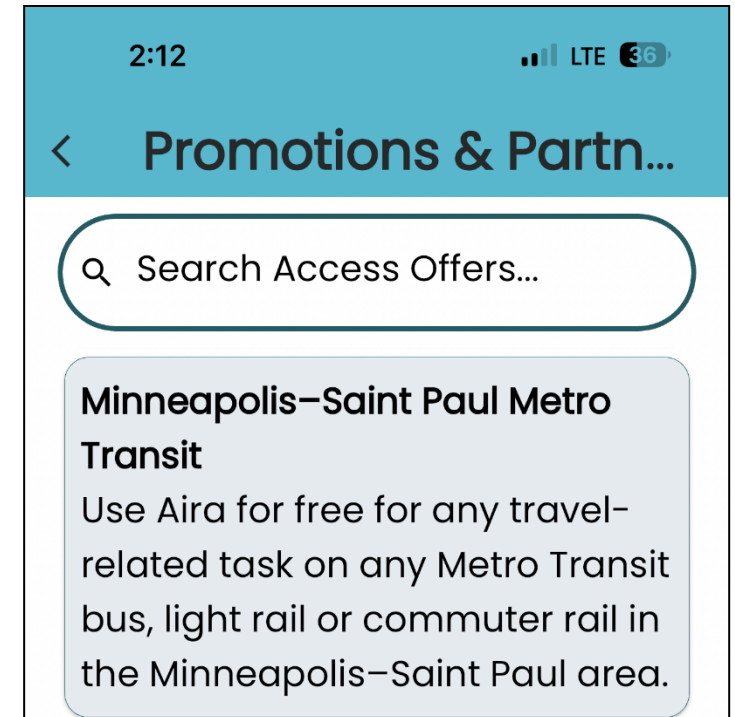 2:12 LTE 36
< Promotions & Partn...
Search Access Offers...
Minneapolis–Saint Paul Metro
Transit
Use Aira for free for any travel-
related task on any Metro Transit
bus, light rail or commuter rail in
the Minneapolis–Saint Paul area.